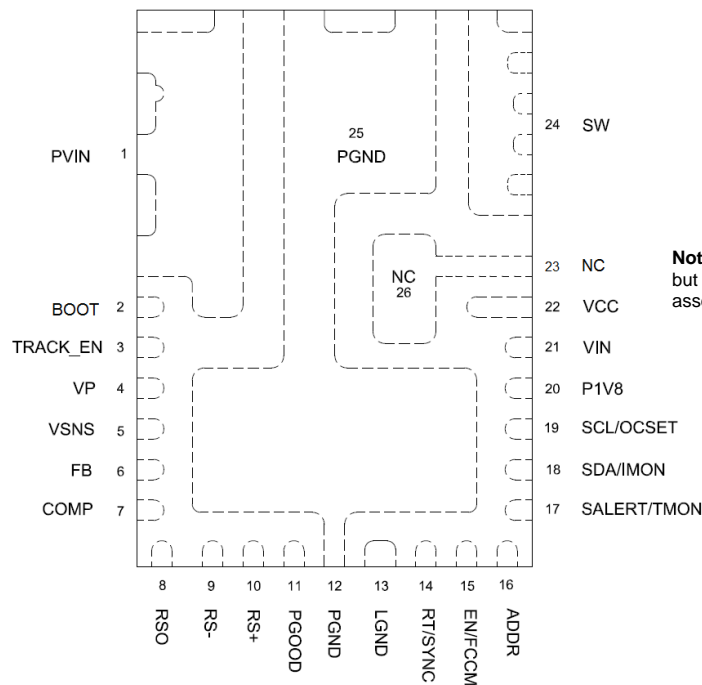 25
PGND
24 SW
PVIN 1
23 NC
NC
26
Not
but
asse
BOOT 2
22 VCC
TRACK_EN 3
21 VIN
VP 4
20 P1V8
VSNS 5
19 SCL/OCSET
FB 6
18 SDA/IMON
COMP 7
17 SALERT/TMON
8 9 10 11 12 13 14 15 16
RSO
RS-
RS+
PGOOD
PGND
LGND
RT/SYNC
EN/FCCM
ADDR